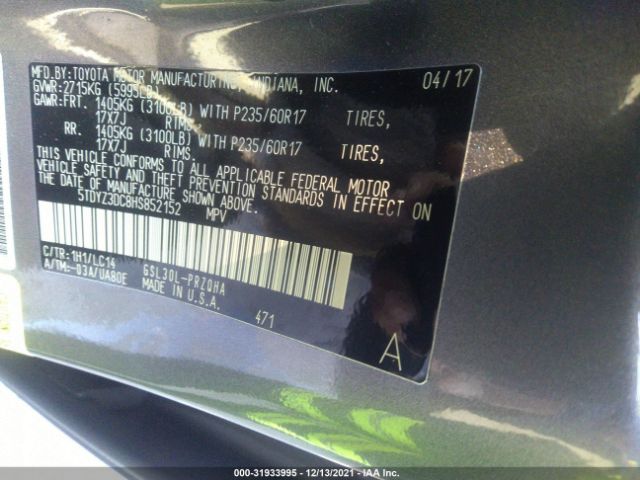 MFD.BY: TOYOTA MOTOR MANUFACTURING, INDIANA, INC. 04/17
GVWR: 2715KG (5995LB)
GAWR: FRT. 1405KG (3100LB) WITH P235/60R17 TIRES,
17X7J RIMS.
RR. 1405KG (3100LB) WITH P235/60R17 TIRES,
17X7J RIMS.
THIS VEHICLE CONFORMS TO ALL APPLICABLE FEDERAL MOTOR
VEHICLE SAFETY AND THEFT PREVENTION STANDARDS IN EFFECT ON
THE DATE OF MANUFACTURE SHOWN ABOVE.
5TDYZ3DC8HS852152 MPV
C/TR: 1H1/LC14 GSL30L-PRZQHA
A/TM:-03A/UA80E MADE IN U.S.A.
471
A
000-31933995 - 12/13/2021 - IAA Inc.